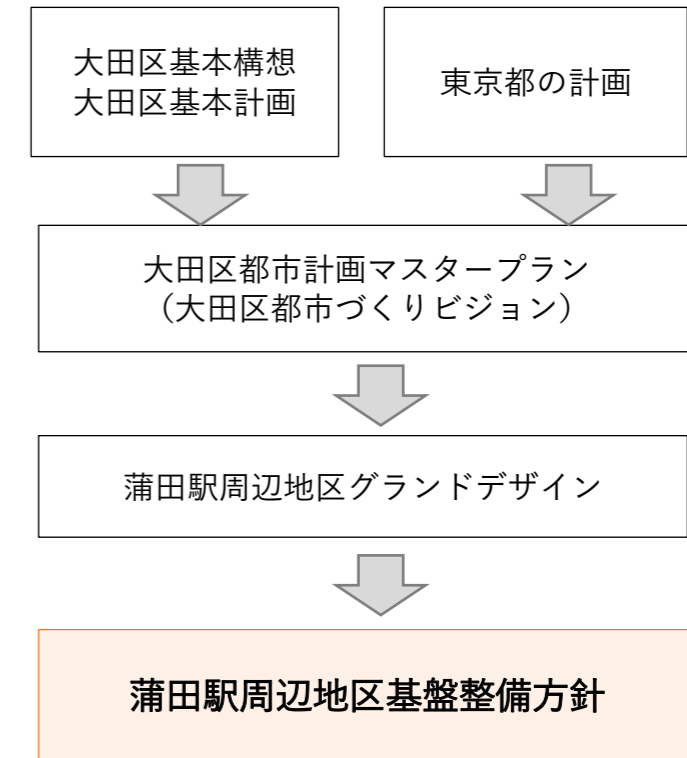 大田区基本構想
大田区基本計画
東京都の計画
大田区都市計画マスタープラン
（大田区都市づくりビジョン）
蒲田駅周辺地区グランドデザイン
蒲田駅周辺地区基盤整備方針